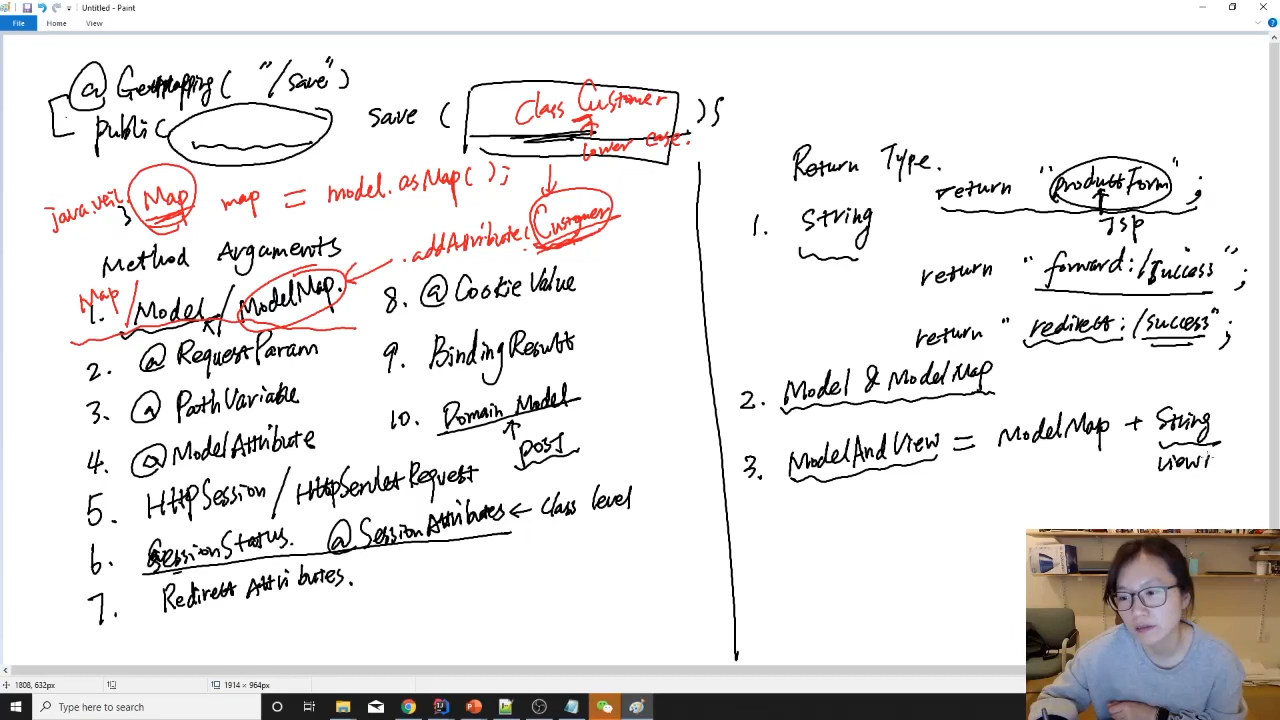 Untitled - Paint
File Home View
@ GetMapping( "/save")
public save ( Class Customer ){
lower case.
java.util. Map map = model.asMap( );
Method Arguments
.addAttribute( Customer
Map/
1. Model / ModelMap.
2. @ RequestParam
3. @ PathVariable
4. @ ModelAttribute
5. HttpSession / HttpServletRequest
6. SessionStatus. @ SessionAttributes ← class level
7. Redirect Attributes.
8. @ CookieValue
9. BindingResult
10. Domain Model
POST
Return Type.
1. String
return "productForm" ;
JSP
return " forward:/success" ;
return " redirect:/success" ;
2. Model & ModelMap
3. ModelAndView = ModelMap + String
view
1808, 632px
1914 × 964px
Type here to search